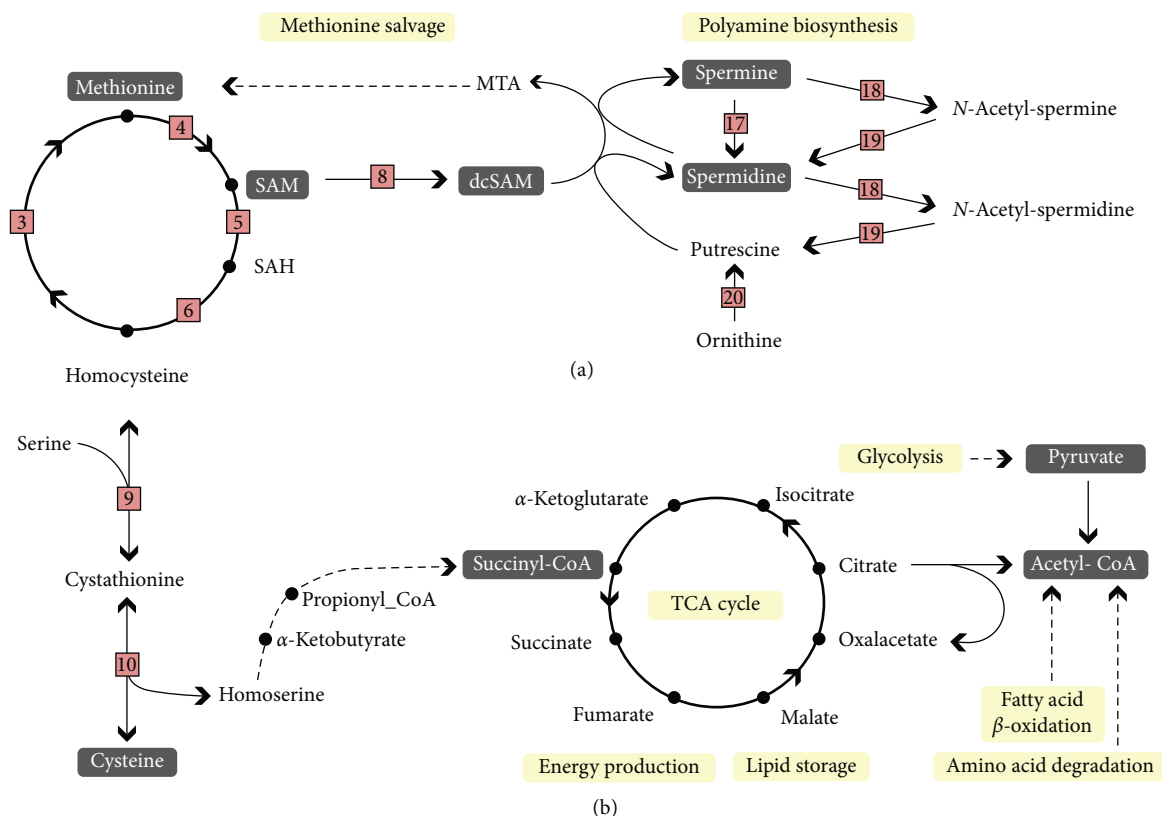 Methionine salvage
Polyamine biosynthesis
Methionine
MTA
Spermine
18
N-Acetyl-spermine
4
17
19
SAM
8
dcSAM
Spermidine
18
N-Acetyl-spermidine
3
5
19
SAH
Putrescine
6
20
Ornithine
Homocysteine
(a)
Serine
9
Cystathionine
10
Homoserine
Cysteine
α-Ketobutyrate
Propionyl_CoA
Succinyl-CoA
α-Ketoglutarate
Isocitrate
Citrate
TCA cycle
Succinate
Oxalacetate
Fumarate
Malate
Glycolysis
Pyruvate
Acetyl- CoA
Fatty acid
β-oxidation
Energy production
Lipid storage
Amino acid degradation
(b)